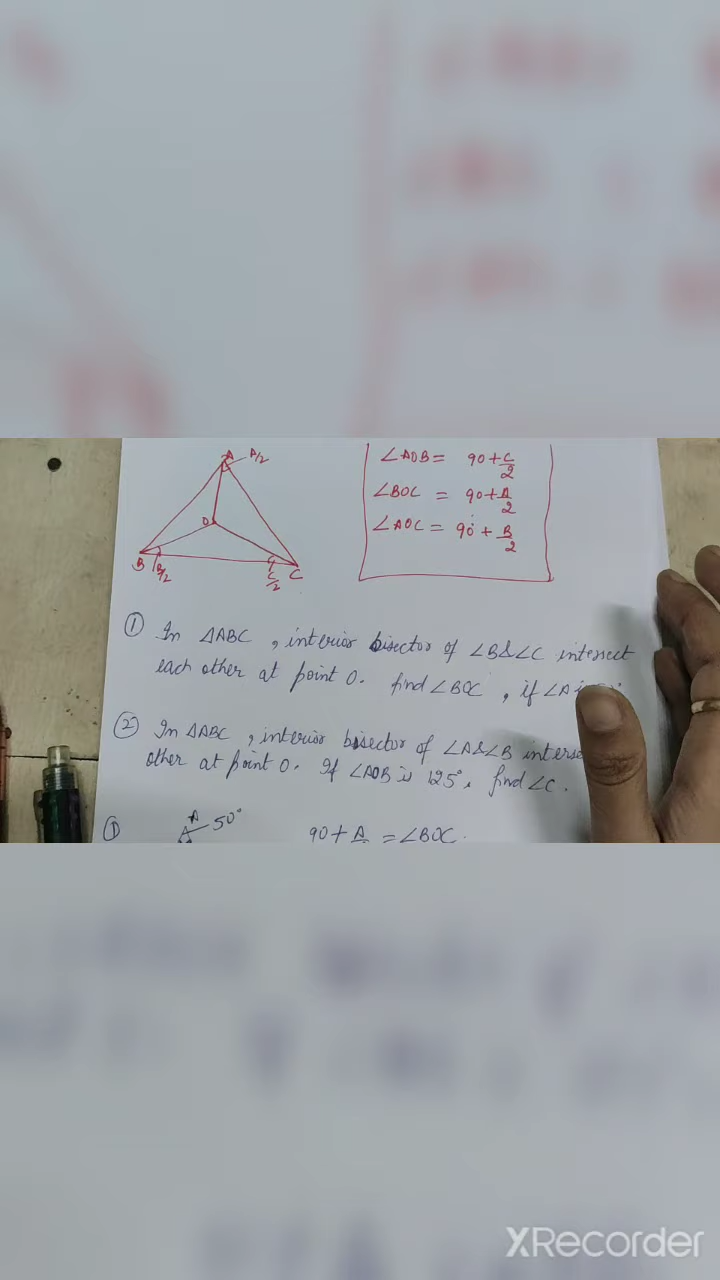 A A/2
O
B B/2
C/2 C
∠AOB = 90+C/2
∠BOC = 90+A/2
∠AOC = 90°+B/2
① In △ABC, interior bisector of ∠B&∠C intersect
each other at point O. find ∠BOC, if ∠A
② In △ABC, interior bisector of ∠A&∠B
other at point O. If ∠AOB is 125°, find ∠C.
① A 50° 90+A = ∠BOC.
XRecorder